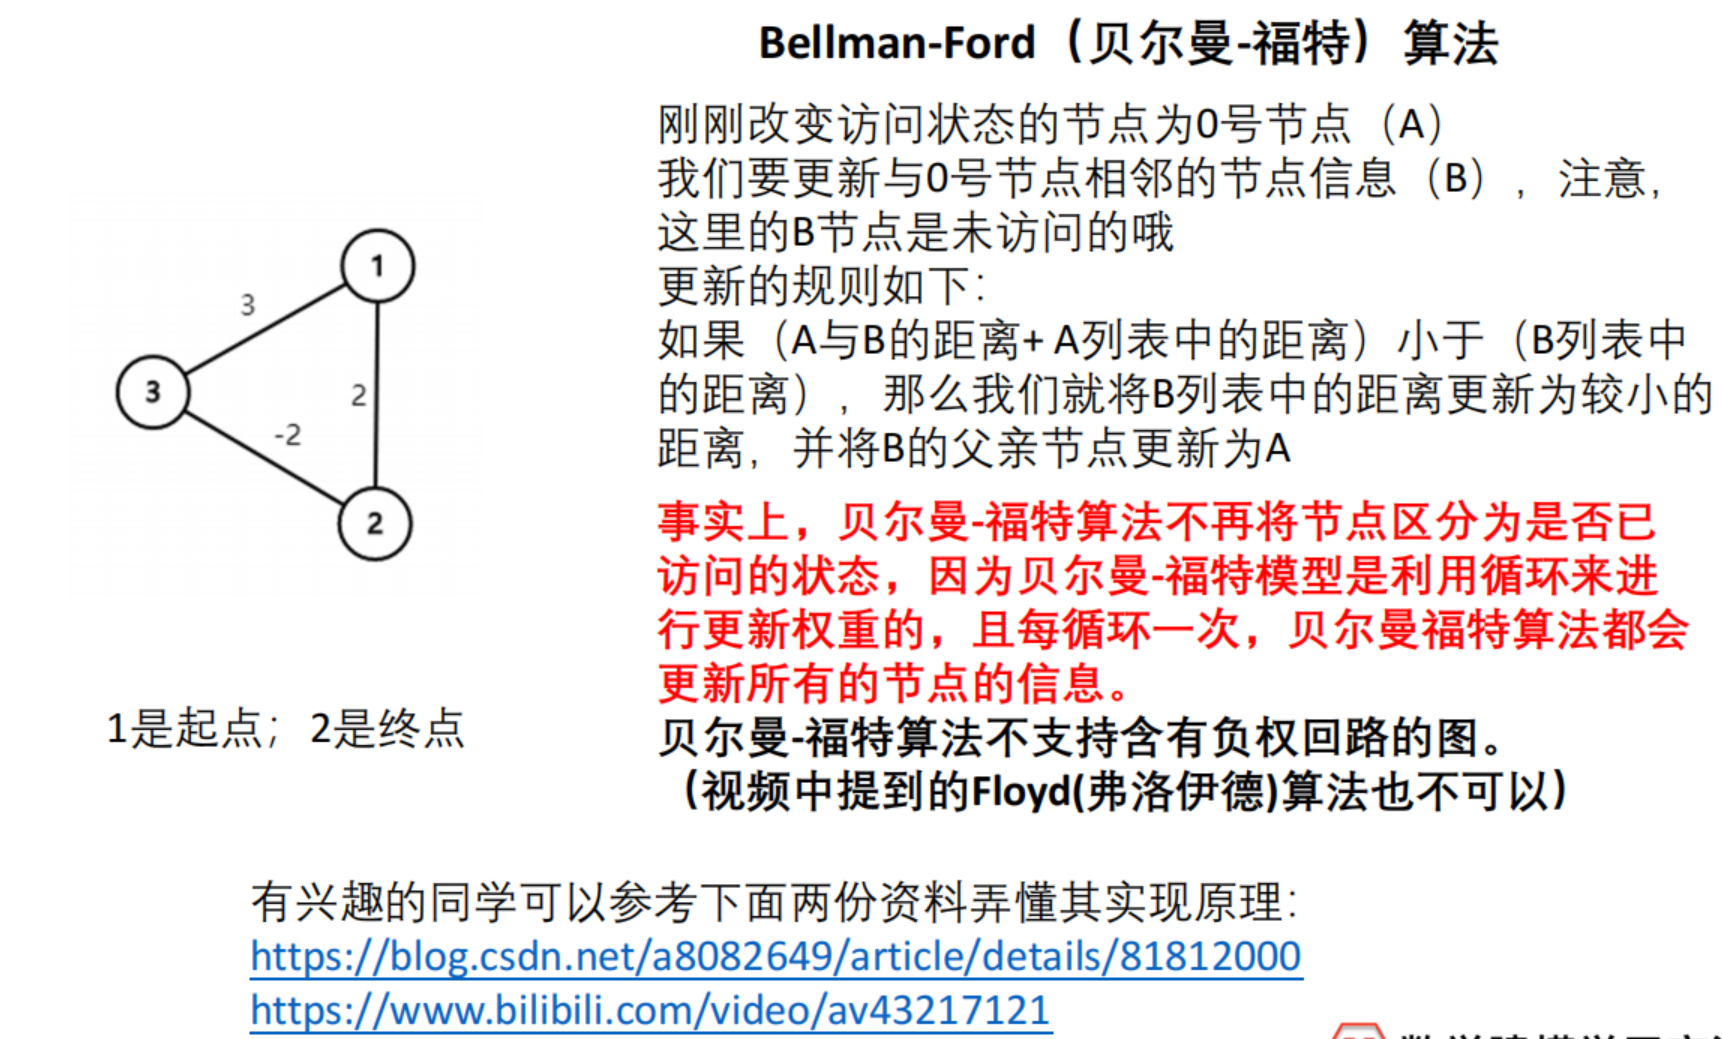 Bellman-Ford（贝尔曼-福特）算法
刚刚改变访问状态的节点为0号节点（A）
我们要更新与0号节点相邻的节点信息（B），注意，
这里的B节点是未访问的哦
更新的规则如下：
如果（A与B的距离+ A列表中的距离）小于（B列表中
的距离），那么我们就将B列表中的距离更新为较小的
距离，并将B的父亲节点更新为A
1
3
3
2
-2
2
事实上，贝尔曼-福特算法不再将节点区分为是否已
访问的状态，因为贝尔曼-福特模型是利用循环来进
行更新权重的，且每循环一次，贝尔曼福特算法都会
更新所有的节点的信息。
1是起点；2是终点
贝尔曼-福特算法不支持含有负权回路的图。
（视频中提到的Floyd(弗洛伊德)算法也不可以）
有兴趣的同学可以参考下面两份资料弄懂其实现原理：
https://blog.csdn.net/a8082649/article/details/81812000
https://www.bilibili.com/video/av43217121